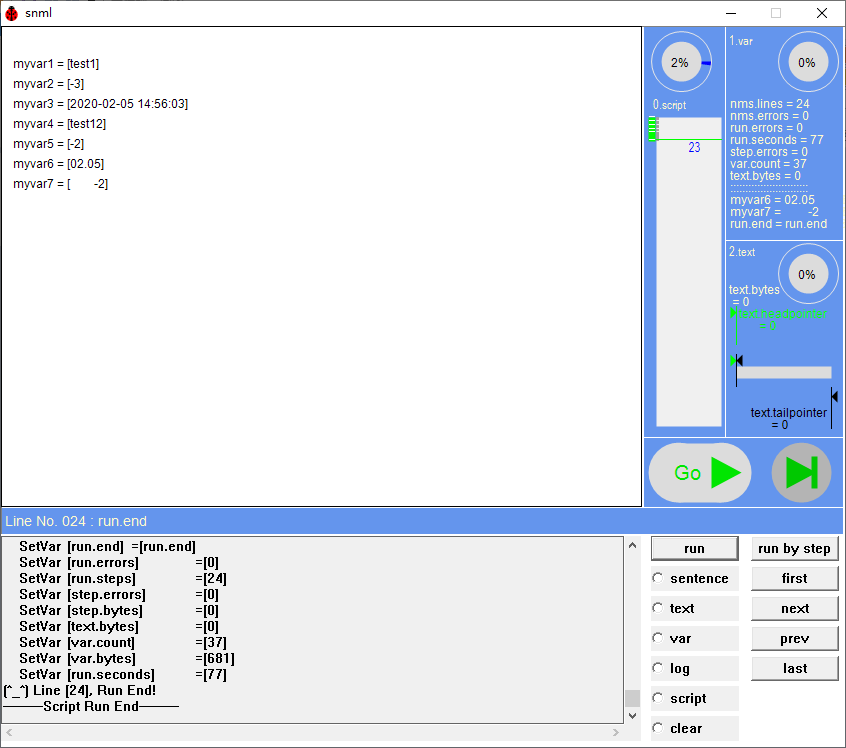 snml
myvar1 = [test1]
myvar2 = [-3]
myvar3 = [2020-02-05 14:56:03]
myvar4 = [test12]
myvar5 = [-2]
myvar6 = [02.05]
myvar7 = [       -2]
2%
0.script
23
1.var
0%
nms.lines = 24
nms.errors = 0
run.errors = 0
run.seconds = 77
step.errors = 0
var.count = 37
text.bytes = 0
::::::::::::::::::::::::::
myvar6 = 02.05
myvar7 =        -2
run.end = run.end
2.text
0%
text.bytes
= 0
text.headpointer
= 0
text.tailpointer
= 0
Go
Line No. 024 : run.end
SetVar [run.end] =[run.end]
SetVar [run.errors] =[0]
SetVar [run.steps] =[24]
SetVar [step.errors] =[0]
SetVar [step.bytes] =[0]
SetVar [text.bytes] =[0]
SetVar [var.count] =[37]
SetVar [var.bytes] =[681]
SetVar [run.seconds] =[77]
(^_^) Line [24], Run End!
———Script Run End———
run
run by step
sentence
first
text
next
var
prev
log
last
script
clear